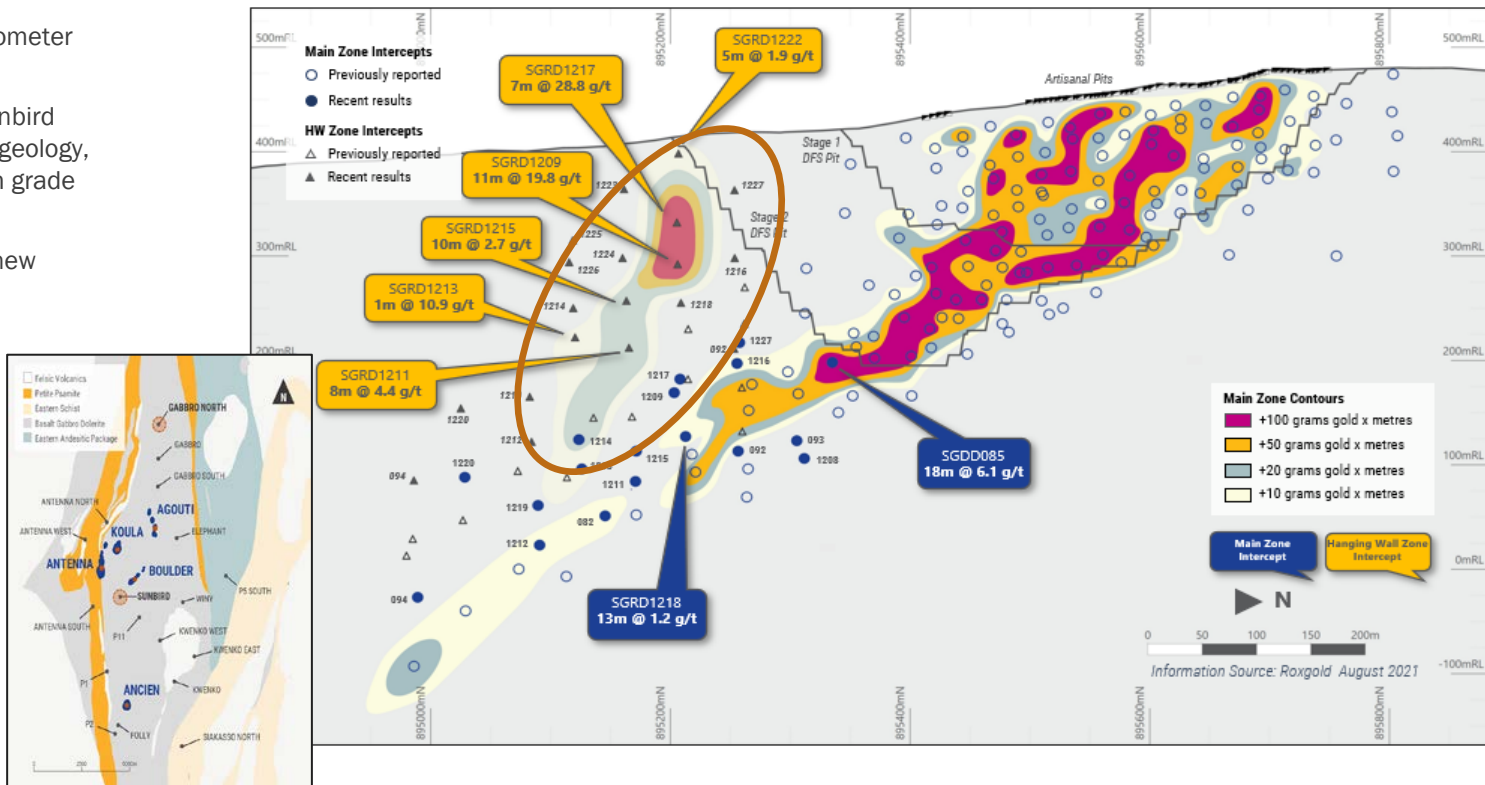 ometer
nbird
geology,
h grade
new
500mRL
400mRL
300mRL
200mRL
Main Zone Intercepts
Previously reported
Recent results
HW Zone Intercepts
Previously reported
Recent results
895200mN
895400mN
895600mN
895800mN
500mRL
400mRL
300mRL
200mRL
100mRL
0mRL
-100mRL
SGRD1222
5m @ 1.9 g/t
SGRD1217
7m @ 28.8 g/t
SGRD1209
11m @ 19.8 g/t
SGRD1215
10m @ 2.7 g/t
SGRD1213
1m @ 10.9 g/t
SGRD1211
8m @ 4.4 g/t
Artisanal Pits
Stage 1
DFS Pit
Stage 2
DFS Pit
1223
1227
1225
1224
1226
1216
1214
1218
092
1227
1216
1217
1209
1220
1212
1214
1215
094
1220
1211
092
093
1208
1219
082
1212
094
SGDD085
18m @ 6.1 g/t
SGRD1218
13m @ 1.2 g/t
Main Zone Contours
+100 grams gold x metres
+50 grams gold x metres
+20 grams gold x metres
+10 grams gold x metres
Main Zone
Intercept
Hanging Wall Zone
Intercept
N
0 50 100 150 200m
Information Source: Roxgold August 2021
895000mN
895200mN
895400mN
895600mN
895800mN
Felsic Volcanics
Pelite Psamite
Eastern Schist
Basalt Gabbro Dolerite
Eastern Andesitic Package
N
GABBRO NORTH
GABBRO
GABBRO SOUTH
ANTENNA NORTH
AGOUTI
ANTENNA WEST
KOULA
ELEPHANT
ANTENNA
BOULDER
P5 SOUTH
SUNBIRD
WINY
ANTENNA SOUTH
P11
KWENKO WEST
KWENKO EAST
P1
KWENKO
ANCIEN
P2
FOLLY
SIAKASSO NORTH